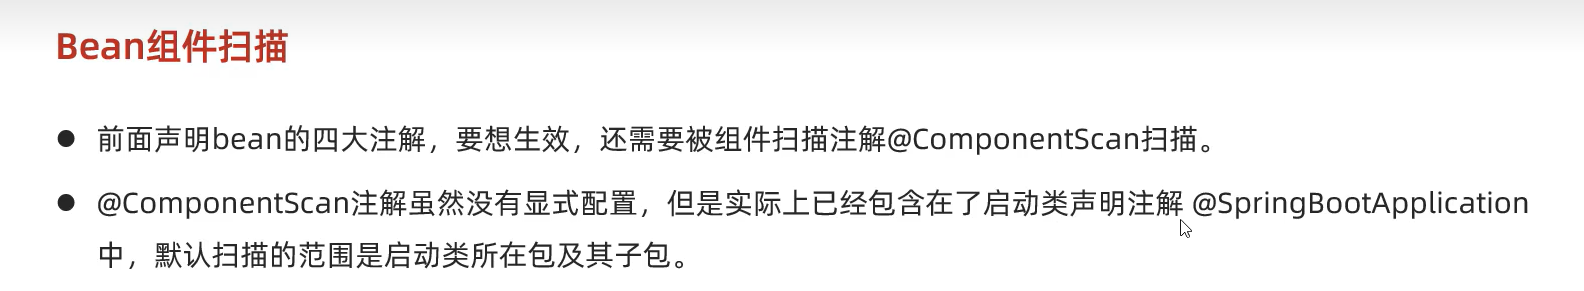 Bean组件扫描
● 前面声明bean的四大注解，要想生效，还需要被组件扫描注解@ComponentScan扫描。
● @ComponentScan注解虽然没有显式配置，但是实际上已经包含在了启动类声明注解 @SpringBootApplication
中，默认扫描的范围是启动类所在包及其子包。